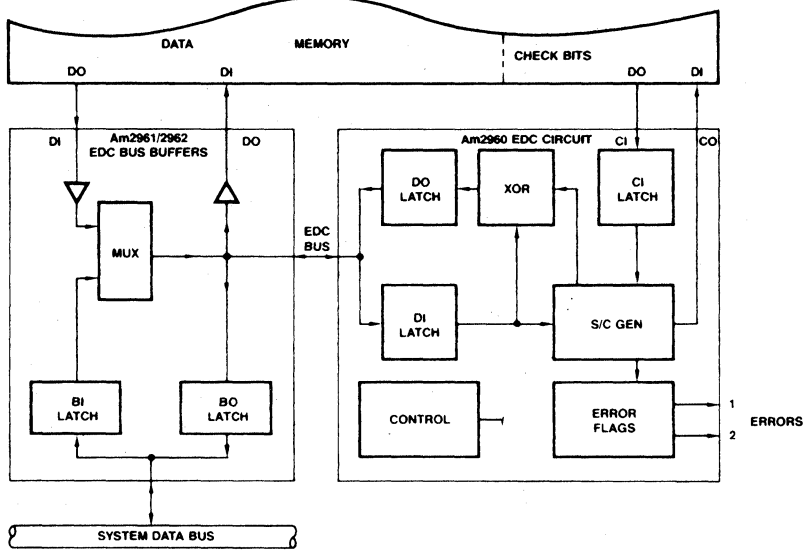 DATA MEMORY
CHECK BITS
DO DI DO DI
DI Am2961/2962 DO
EDC BUS BUFFERS
Am2960 EDC CIRCUIT
CI CO
DO
LATCH
XOR
CI
LATCH
MUX
EDC
BUS
DI
LATCH
S/C GEN
BI
LATCH
BO
LATCH
CONTROL
ERROR
FLAGS
1
2
ERRORS
SYSTEM DATA BUS